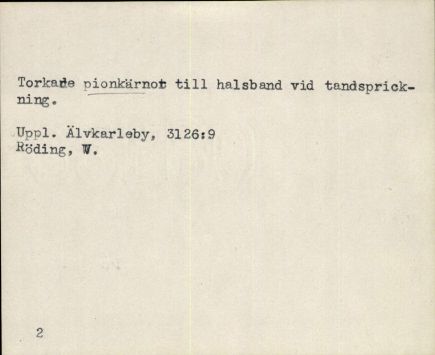 Torkade pionkärnor till halsband vid tandsprick-
ning.
Uppl. Älvkarleby, 3126:9
Röding, W.
2